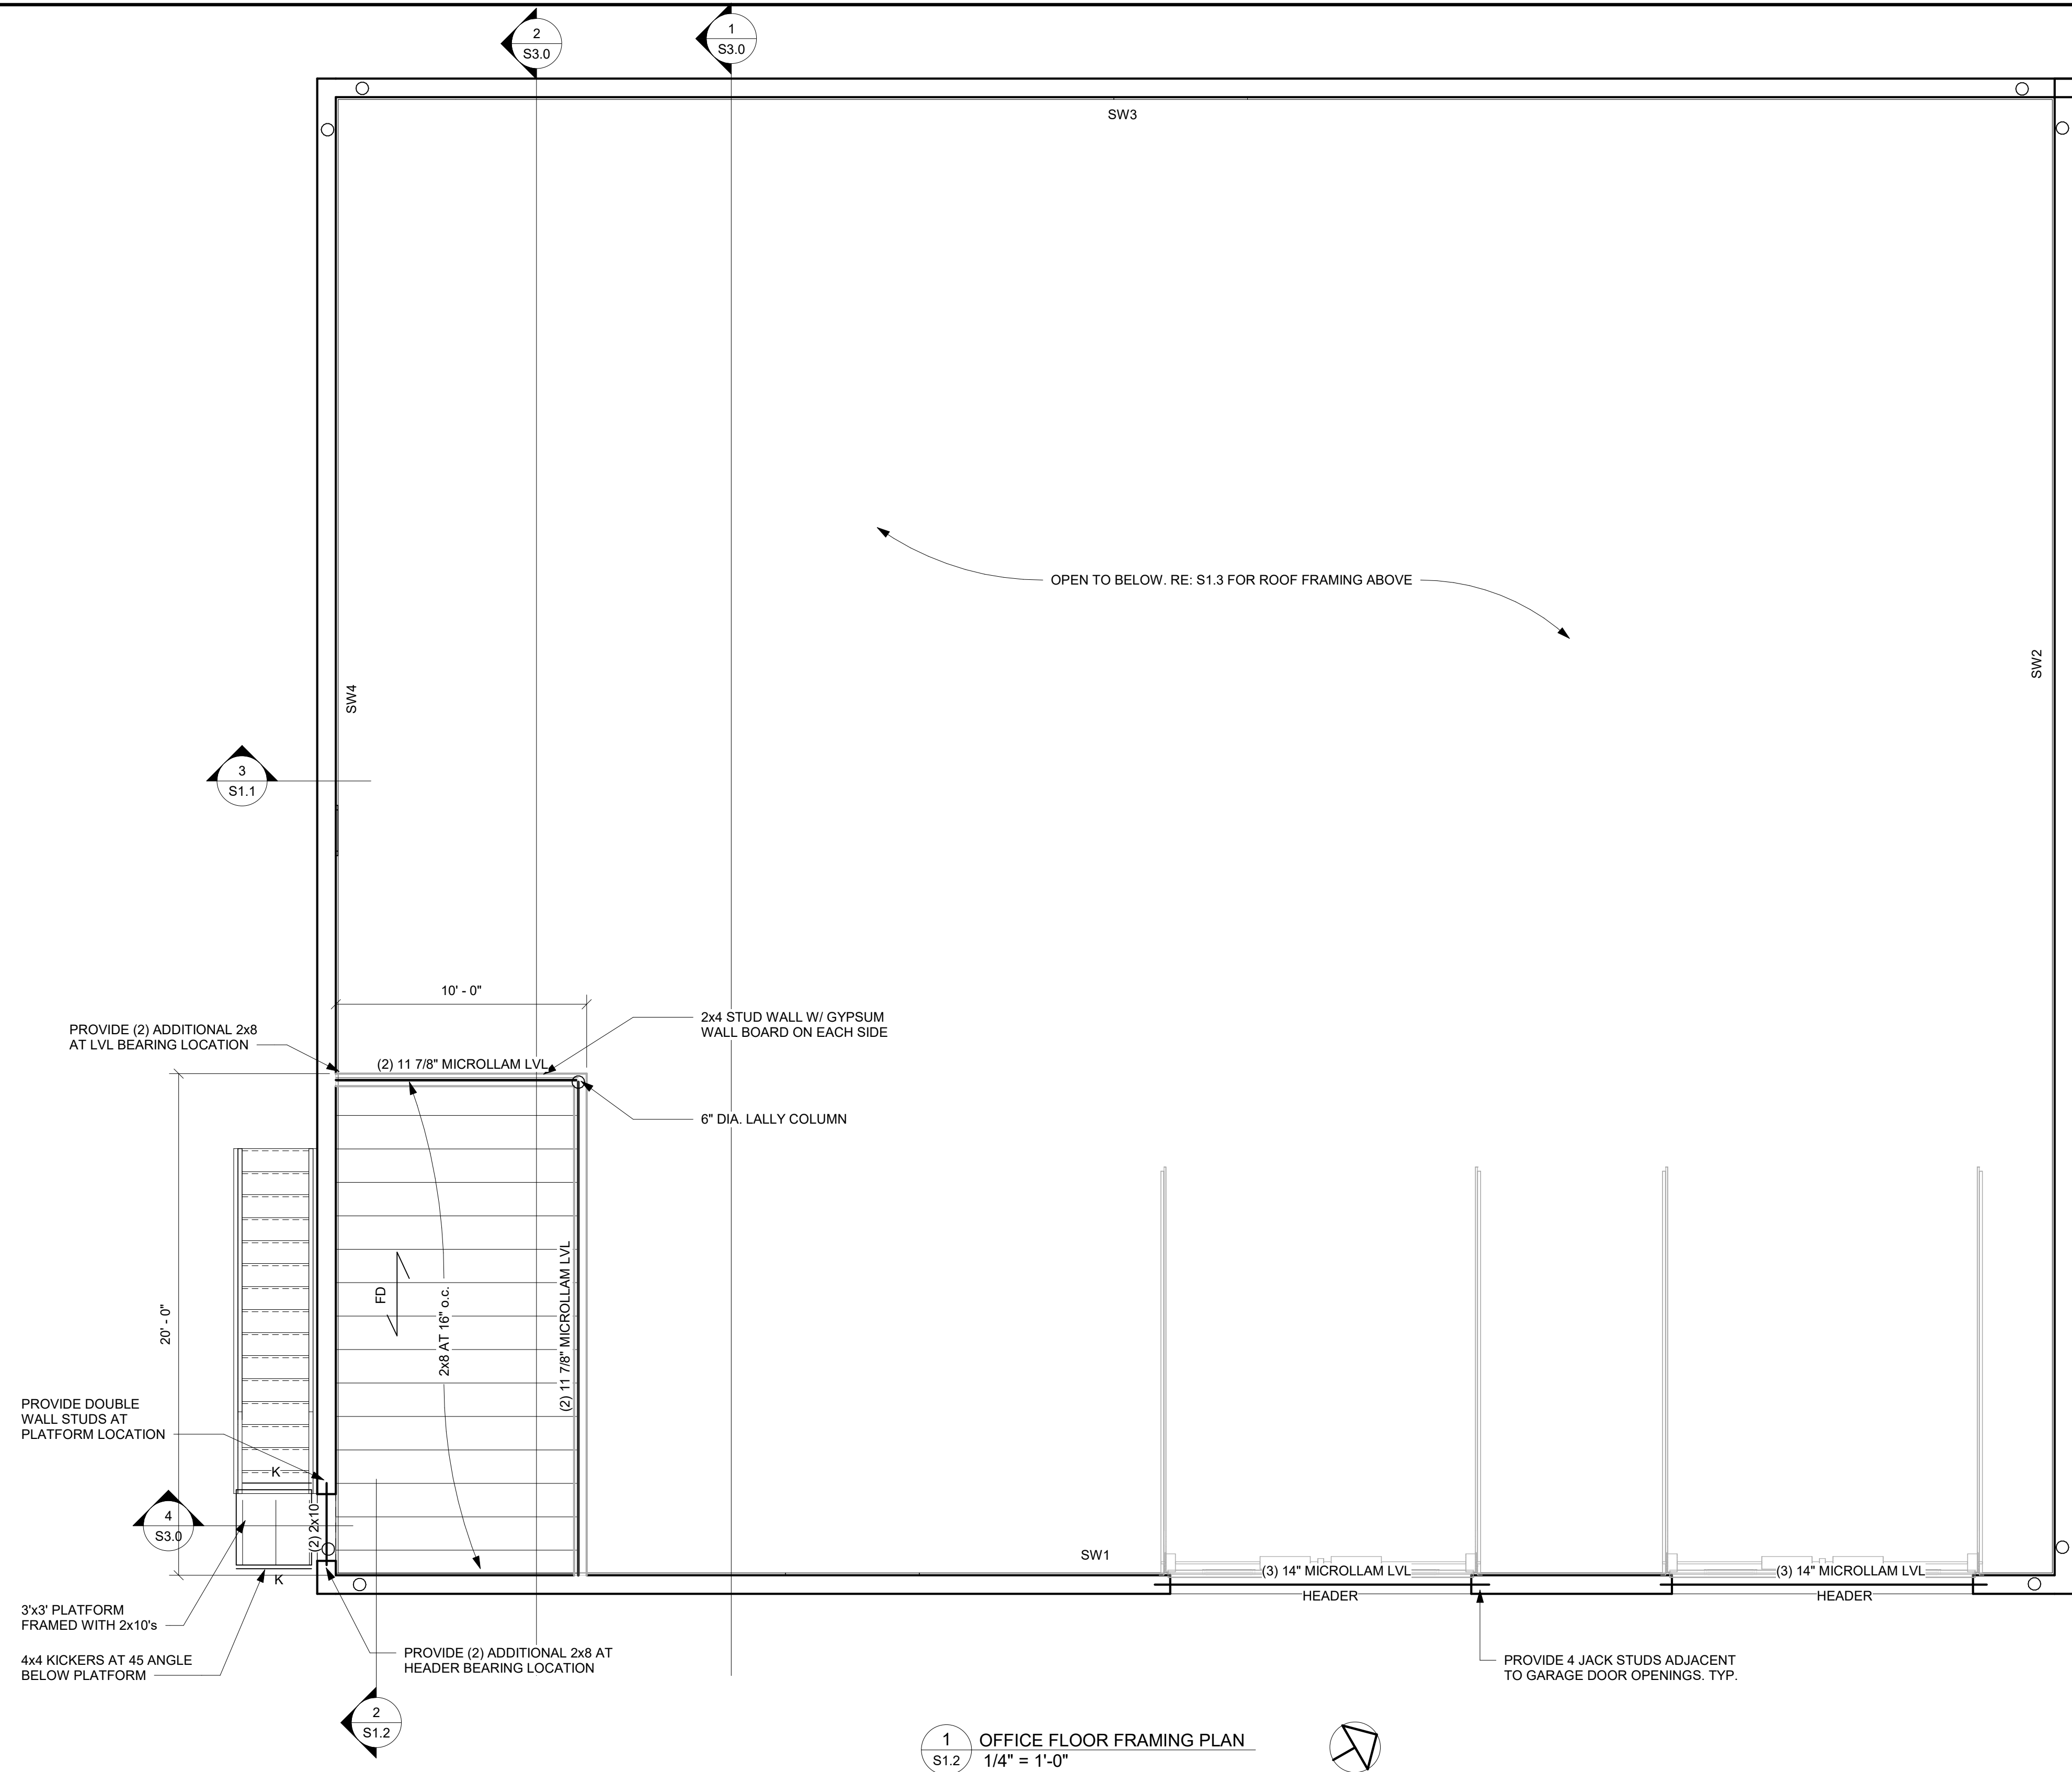 2
S3.0
1
S3.0
SW3
OPEN TO BELOW. RE: S1.3 FOR ROOF FRAMING ABOVE
SW2
SW4
3
S1.1
10' - 0"
2x4 STUD WALL W/ GYPSUM
WALL BOARD ON EACH SIDE
PROVIDE (2) ADDITIONAL 2x8
AT LVL BEARING LOCATION
(2) 11 7/8" MICROLLAM LVL
6" DIA. LALLY COLUMN
20' - 0"
FD
2x8 AT 16" o.c.
(2) 11 7/8" MICROLLAM LVL
PROVIDE DOUBLE
WALL STUDS AT
PLATFORM LOCATION
K
4
S3.0
(2) 2x10
K
SW1
(3) 14" MICROLLAM LVL
HEADER
(3) 14" MICROLLAM LVL
HEADER
3'x3' PLATFORM
FRAMED WITH 2x10's
4x4 KICKERS AT 45 ANGLE
BELOW PLATFORM
PROVIDE (2) ADDITIONAL 2x8 AT
HEADER BEARING LOCATION
PROVIDE 4 JACK STUDS ADJACENT
TO GARAGE DOOR OPENINGS. TYP.
2
S1.2
1
S1.2
OFFICE FLOOR FRAMING PLAN
1/4" = 1'-0"